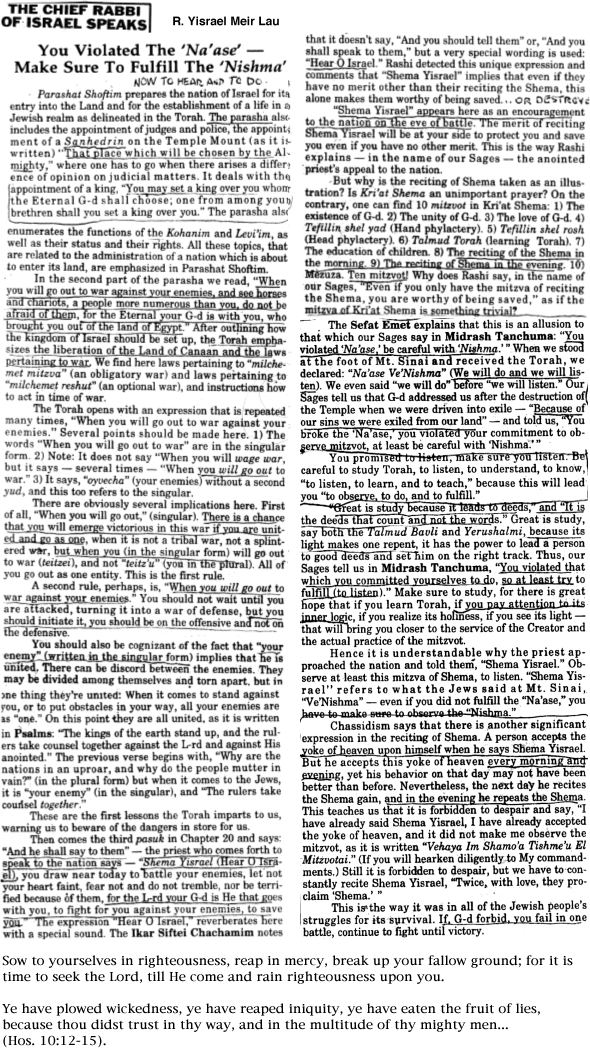 THE CHIEF RABBI
OF ISRAEL SPEAKS
R. Yisrael Meir Lau
You Violated The 'Na'ase' —
Make Sure To Fulfill The 'Nishma'
NOW TO HEAR, AND TO DO.
Parashat Shoftim prepares the nation of Israel for its
entry into the Land and for the establishment of a life in a
Jewish realm as delineated in the Torah. The parasha also
includes the appointment of judges and police, the appoint-
ment of a Sanhedrin on the Temple Mount (as it is
written) "That place which will be chosen by the Al-
mighty," where one has to go when there arises a differ-
ence of opinion on judicial matters. It deals with the
appointment of a king, "You may set a king over you whom
the Eternal G-d shall choose; one from among your
brethren shall you set a king over you." The parasha also
enumerates the functions of the Kohanim and Levi'im, as
well as their status and their rights. All these topics, that
are related to the administration of a nation which is about
to enter its land, are emphasized in Parashat Shoftim.
In the second part of the parasha we read, "When
you will go out to war against your enemies, and see horses
and chariots, a people more numerous than you, do not be
afraid of them, for the Eternal your G-d is with you, who
brought you out of the land of Egypt." After outlining how
the kingdom of Israel should be set up, the Torah empha-
sizes the liberation of the Land of Canaan and the laws
pertaining to war. We find here laws pertaining to "milche-
met mitzva" (an obligatory war) and laws pertaining to
"milchemet reshut" (an optional war), and instructions how
to act in time of war.
The Torah opens with an expression that is repeated
many times, "When you will go out to war against your
enemies." Several points should be made here. 1) The
words "When you will go out to war" are in the singular
form. 2) Note: It does not say "When you will wage war,
but it says — several times — "When you will go out to
war." 3) It says, "oyvecha" (your enemies) without a second
yud, and this too refers to the singular.
There are obviously several implications here. First
of all, "When you will go out," (singular). There is a chance
that you will emerge victorious in this war if you are unit-
ed and go as one, when it is not a tribal war, not a splint-
ered war, but when you (in the singular form) will go out
to war (teitzei), and not "teitz'u" (you in the plural). All of
you go out as one entity. This is the first rule.
A second rule, perhaps, is, "When you will go out to
war against your enemies." You should not wait until you
are attacked, turning it into a war of defense, but you
should initiate it, you should be on the offensive and not on
the defensive.
You should also be cognizant of the fact that "your
enemy" (written in the singular form) implies that he is
united. There can be discord between the enemies. They
may be divided among themselves and torn apart, but in
one thing they're united: When it comes to stand against
you, or to put obstacles in your way, all your enemies are
as "one." On this point they are all united, as it is written
in Psalms: "The kings of the earth stand up, and the rul-
ers take counsel together against the L-rd and against His
anointed." The previous verse begins with, "Why are the
nations in an uproar, and why do the people mutter in
vain?" (in the plural form) but when it comes to the Jews,
it is "your enemy" (in the singular), and "The rulers take
counsel together."
These are the first lessons the Torah imparts to us,
warning us to beware of the dangers in store for us.
Then comes the third pasuk in Chapter 20 and says:
"And he shall say to them" — the priest who comes forth to
speak to the nation says — "Shema Yisrael (Hear O Isra-
el), you draw near today to battle your enemies, let not
your heart faint, fear not and do not tremble, nor be terri-
fied because of them, for the L-rd your G-d is He that goes
with you, to fight for you against your enemies, to save
you." The expression "Hear O Israel," reverberates here
with a special sound. The Ikar Siftei Chachamim notes
that it doesn't say, "And you should tell them" or, "And you
shall speak to them," but a very special wording is used:
"Hear O Israel." Rashi detected this unique expression and
comments that "Shema Yisrael" implies that even if they
have no merit other than their reciting the Shema, this
alone makes them worthy of being saved... OR DESTROYED
"Shema Yisrael" appears here as an encouragement
to the nation on the eve of battle. The merit of reciting
Shema Yisrael will be at your side to protect you and save
you even if you have no other merit. This is the way Rashi
explains — in the name of our Sages — the anointed
priest's appeal to the nation.
But why is the reciting of Shema taken as an illus-
tration? Is Kri'at Shema an unimportant prayer? On the
contrary, one can find 10 mitzvot in Kri'at Shema: 1) The
existence of G-d. 2) The unity of G-d. 3) The love of G-d. 4)
Tefillin shel yad (Hand phylactery). 5) Tefillin shel rosh
(Head phylactery). 6) Talmud Torah (learning Torah). 7)
The education of children. 8) The reciting of the Shema in
the morning. 9) The reciting of Shema in the evening. 10)
Mezuza. Ten mitzvot! Why does Rashi say, in the name of
our Sages, "Even if you only have the mitzva of reciting
the Shema, you are worthy of being saved," as if the
mitzva of Kri'at Shema is something trivial?
The Sefat Emet explains that this is an allusion to
that which our Sages say in Midrash Tanchuma: "You
violated 'Na'ase,' be careful with 'Nishma.' " When we stood
at the foot of Mt. Sinai and received the Torah, we
declared: "Na'ase Ve'Nishma" (We will do and we will lis-
ten). We even said "we will do" before "we will listen." Our
Sages tell us that G-d addressed us after the destruction of
the Temple when we were driven into exile — "Because of
our sins we were exiled from our land" — and told us, "You
broke the 'Na'ase,' you violated your commitment to ob-
serve mitzvot, at least be careful with 'Nishma.' "
You promised to listen, make sure you listen. Be
careful to study Torah, to listen, to understand, to know,
"to listen, to learn, and to teach," because this will lead
you "to observe, to do, and to fulfill."
"Great is study because it leads to deeds," and "It is
the deeds that count and not the words." Great is study,
say both the Talmud Bavli and Yerushalmi, because its
light makes one repent, it has the power to lead a person
to good deeds and set him on the right track. Thus, our
Sages tell us in Midrash Tanchuma, "You violated that
which you committed yourselves to do, so at least try to
fulfill (to listen)." Make sure to study, for there is great
hope that if you learn Torah, if you pay attention to its
inner logic, if you realize its holiness, if you see its light —
that will bring you closer to the service of the Creator and
the actual practice of the mitzvot.
Hence it is understandable why the priest ap-
proached the nation and told them, "Shema Yisrael." Ob-
serve at least this mitzva of Shema, to listen. "Shema Yis-
rael" refers to what the Jews said at Mt. Sinai,
"Ve'Nishma" — even if you did not fulfill the "Na'ase," you
have to make sure to observe the "Nishma."
Chassidism says that there is another significant
expression in the reciting of Shema. A person accepts the
yoke of heaven upon himself when he says Shema Yisrael.
But he accepts this yoke of heaven every morning and
evening, yet his behavior on that day may not have been
better than before. Nevertheless, the next day he recites
the Shema again, and in the evening he repeats the Shema.
This teaches us that it is forbidden to despair and say, "I
have already said Shema Yisrael, I have already accepted
the yoke of heaven, and it did not make me observe the
mitzvot, as it is written "Vehaya Im Shamo'a Tishme'u El
Mitzvotai." (If you will hearken diligently to My command-
ments.) Still it is forbidden to despair, but we have to con-
stantly recite Shema Yisrael, "Twice, with love, they pro-
claim 'Shema.' "
This is the way it was in all of the Jewish people's
struggles for its survival. If, G-d forbid, you fail in one
battle, continue to fight until victory.
Sow to yourselves in righteousness, reap in mercy, break up your fallow ground; for it is
time to seek the Lord, till He come and rain righteousness upon you.
Ye have plowed wickedness, ye have reaped iniquity, ye have eaten the fruit of lies,
because thou didst trust in thy way, and in the multitude of thy mighty men...
(Hos. 10:12-15).